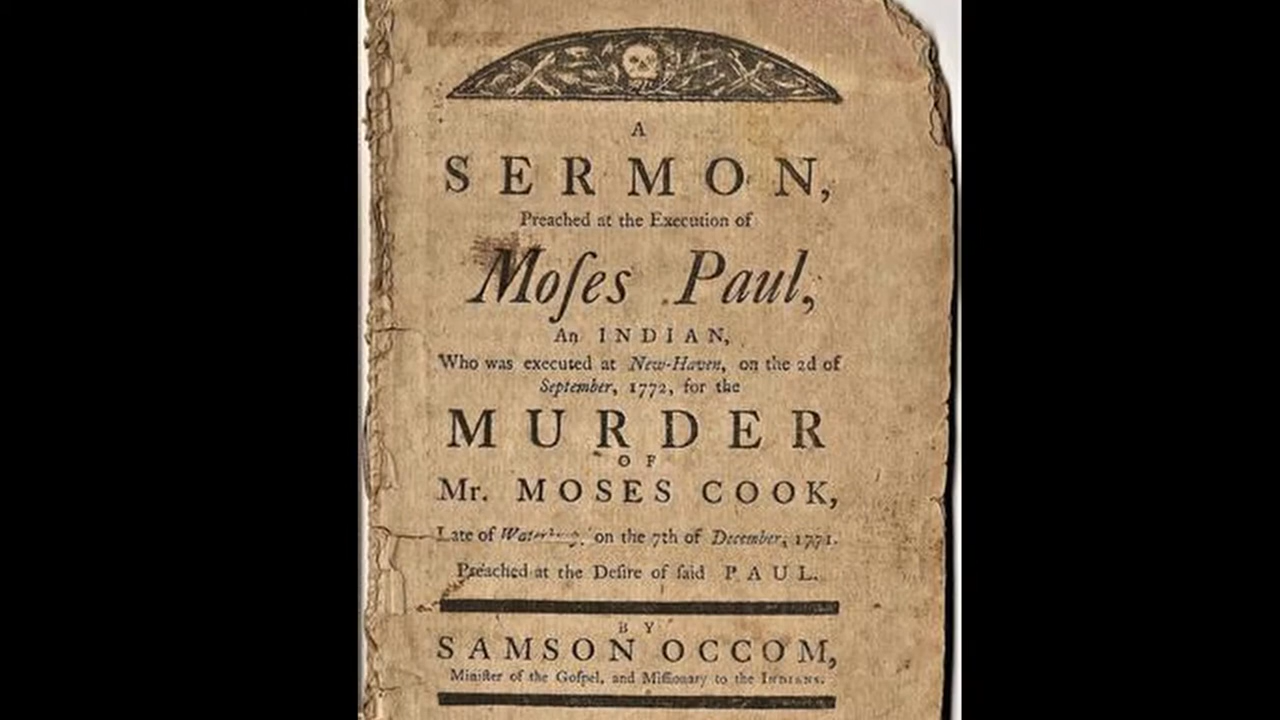 A
SERMON,
Preached at the Execution of
Moſes Paul,
An INDIAN,
Who was executed at New-Haven, on the 2d of
September, 1772, for the
MURDER
OF
Mr. MOSES COOK,
Late of on the 7th of December, 1771.
Preached at the Deſire of ſaid PAUL.
BY
SAMSON OCCOM,
Miniſter of the Goſpel, and Miſſionary to the INDIANS.